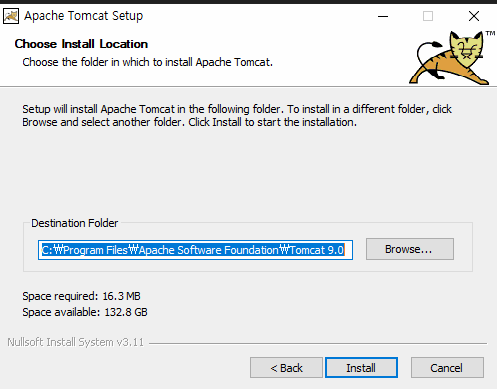 Apache Tomcat Setup
Choose Install Location
Choose the folder in which to install Apache Tomcat.
TM
Setup will install Apache Tomcat in the following folder. To install in a different folder, click
Browse and select another folder. Click Install to start the installation.
Destination Folder
C:₩Program Files₩Apache Software Foundation₩Tomcat 9.0
Browse...
Space required: 16.3 MB
Space available: 132.8 GB
Nullsoft Install System v3.11
< Back
Install
Cancel